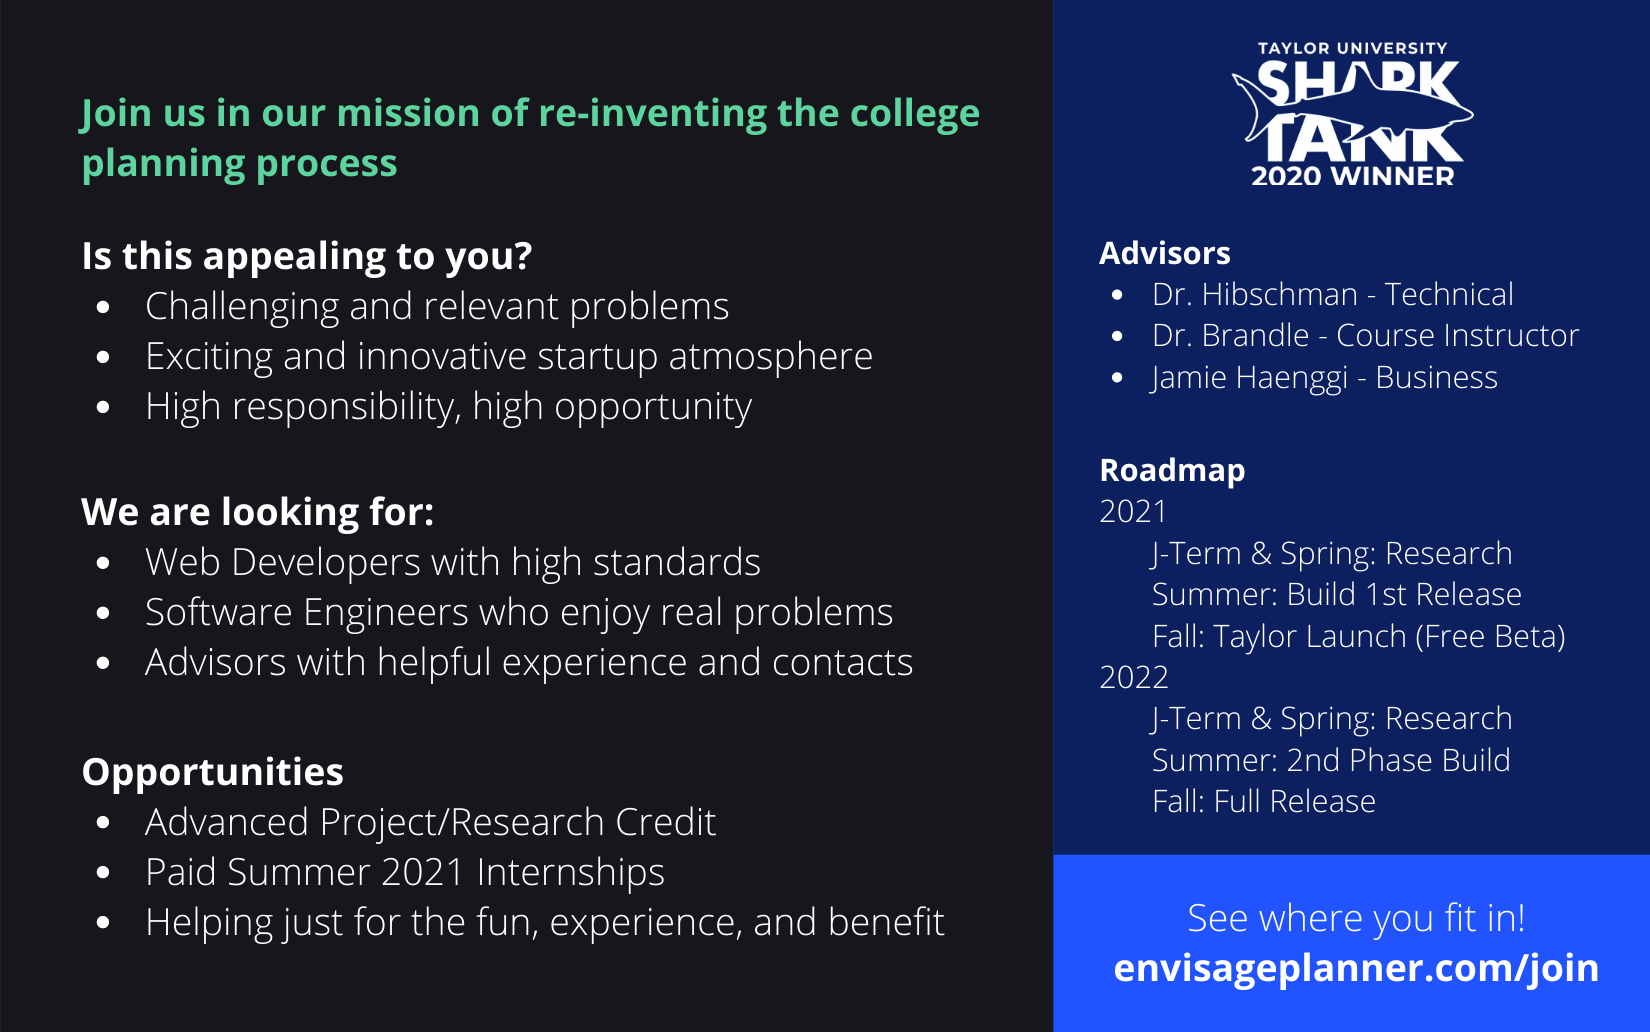 Join us in our mission of re-inventing the college
planning process
Is this appealing to you?
• Challenging and relevant problems
• Exciting and innovative startup atmosphere
• High responsibility, high opportunity
We are looking for:
• Web Developers with high standards
• Software Engineers who enjoy real problems
• Advisors with helpful experience and contacts
Opportunities
• Advanced Project/Research Credit
• Paid Summer 2021 Internships
• Helping just for the fun, experience, and benefit
TAYLOR UNIVERSITY
SHARK
TANK
2020 WINNER
Advisors
• Dr. Hibschman - Technical
• Dr. Brandle - Course Instructor
• Jamie Haenggi - Business
Roadmap
2021
J-Term & Spring: Research
Summer: Build 1st Release
Fall: Taylor Launch (Free Beta)
2022
J-Term & Spring: Research
Summer: 2nd Phase Build
Fall: Full Release
See where you fit in!
envisageplanner.com/join